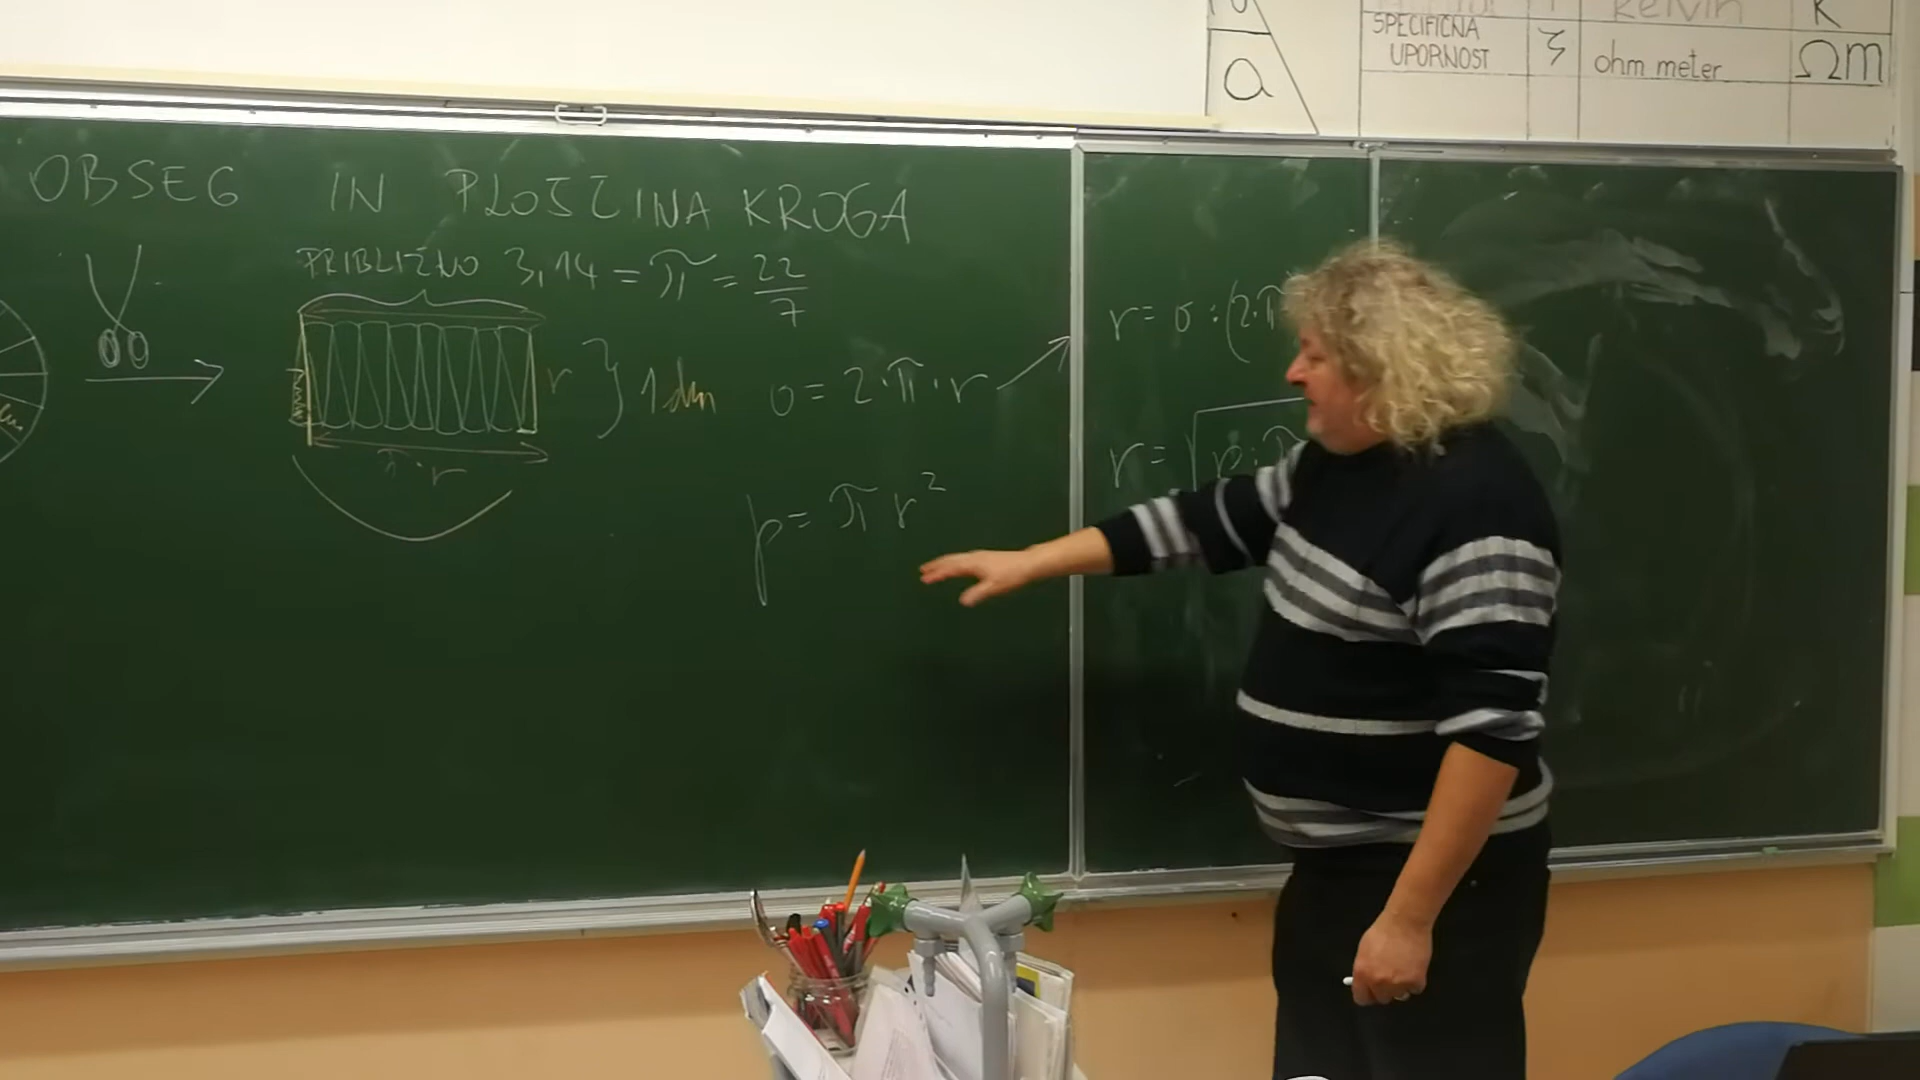 a
kelvin K
SPECIFIČNA UPORNOST ζ ohm meter Ωm
OBSEG IN PLOŠČINA KROGA
PRIBLIŽNO 3,14 = π = 22/7
r } 1 dm
o = 2·π·r
r = o : (2·π
π·r
r = √p:π
p = π r²